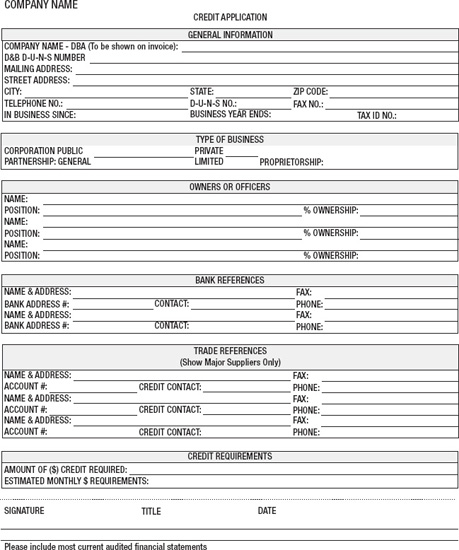 COMPANY NAME
CREDIT APPLICATION
GENERAL INFORMATION
COMPANY NAME - DBA (To be shown on invoice):
D&B D-U-N-S NUMBER
MAILING ADDRESS:
STREET ADDRESS:
CITY: STATE: ZIP CODE:
TELEPHONE NO.: D-U-N-S NO.: FAX NO.:
IN BUSINESS SINCE: BUSINESS YEAR ENDS: TAX ID NO.:
TYPE OF BUSINESS
CORPORATION PUBLIC PRIVATE
PARTNERSHIP: GENERAL LIMITED PROPRIETORSHIP:
OWNERS OR OFFICERS
NAME:
POSITION: % OWNERSHIP:
NAME:
POSITION: % OWNERSHIP:
NAME:
POSITION: % OWNERSHIP:
BANK REFERENCES
NAME & ADDRESS: FAX:
BANK ADDRESS #: CONTACT: PHONE:
NAME & ADDRESS: FAX:
BANK ADDRESS #: CONTACT: PHONE:
TRADE REFERENCES
(Show Major Suppliers Only)
NAME & ADDRESS: FAX:
ACCOUNT #: CREDIT CONTACT: PHONE:
NAME & ADDRESS: FAX:
ACCOUNT #: CREDIT CONTACT: PHONE:
NAME & ADDRESS: FAX:
ACCOUNT #: CREDIT CONTACT: PHONE:
CREDIT REQUIREMENTS
AMOUNT OF ($) CREDIT REQUIRED:
ESTIMATED MONTHLY $ REQUIREMENTS:
SIGNATURE TITLE DATE
Please include most current audited financial statements